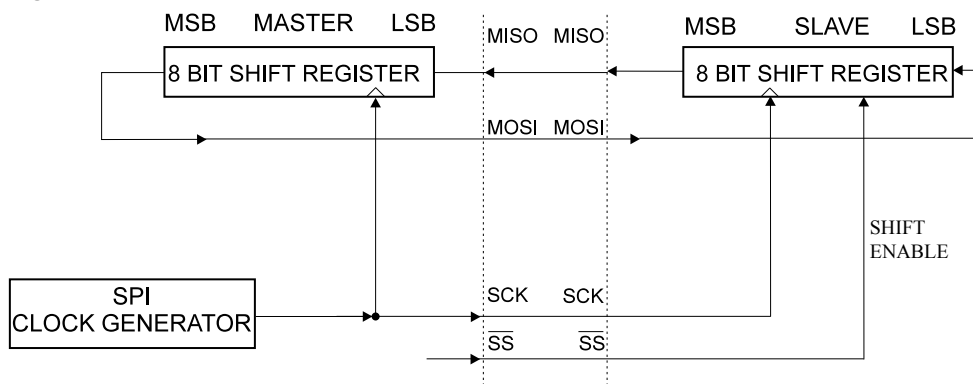 MSB MASTER LSB
MISO MISO
MSB SLAVE LSB
8 BIT SHIFT REGISTER
8 BIT SHIFT REGISTER
MOSI MOSI
SHIFT
ENABLE
SPI
CLOCK GENERATOR
SCK SCK
SS SS